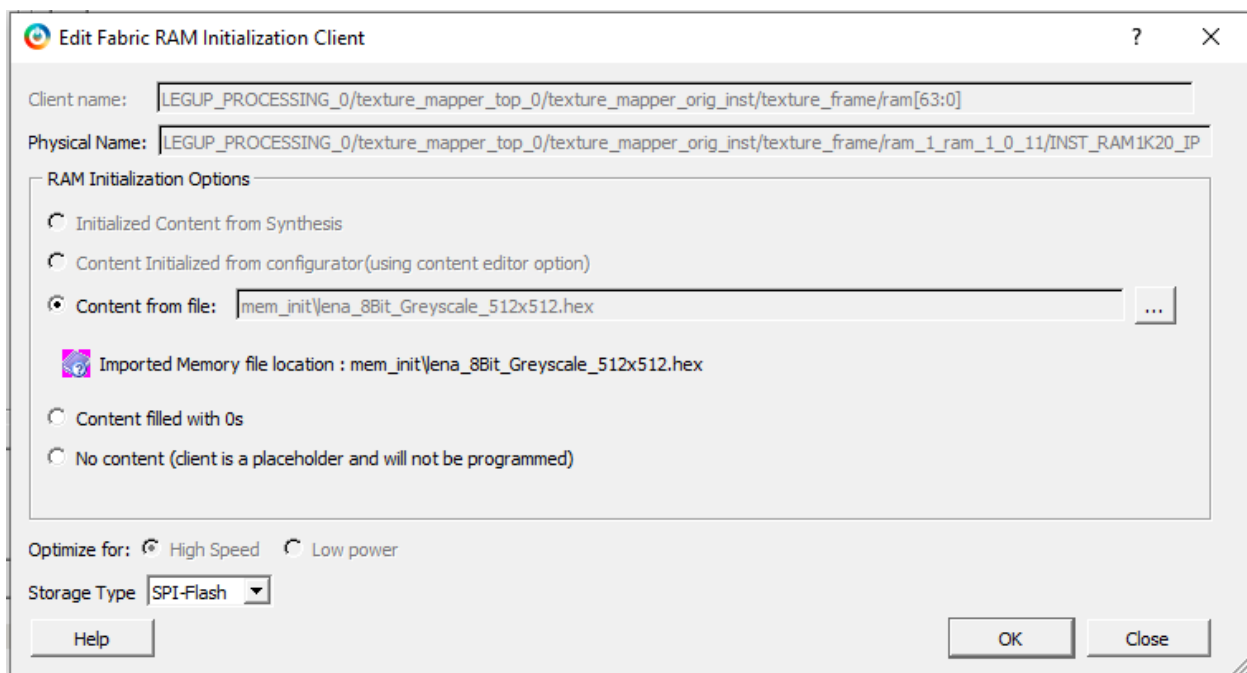 Edit Fabric RAM Initialization Client
Client name: LEGUP_PROCESSING_0/texture_mapper_top_0/texture_mapper_orig_inst/texture_frame/ram[63:0]
Physical Name: LEGUP_PROCESSING_0/texture_mapper_top_0/texture_mapper_orig_inst/texture_frame/ram_1_ram_1_0_11/INST_RAM1K20_IP
RAM Initialization Options
Initialized Content from Synthesis
Content Initialized from configurator(using content editor option)
Content from file: mem_init\lena_8Bit_Greyscale_512x512.hex ...
Imported Memory file location : mem_init\lena_8Bit_Greyscale_512x512.hex
Content filled with 0s
No content (client is a placeholder and will not be programmed)
Optimize for: High Speed Low power
Storage Type SPI-Flash
Help OK Close